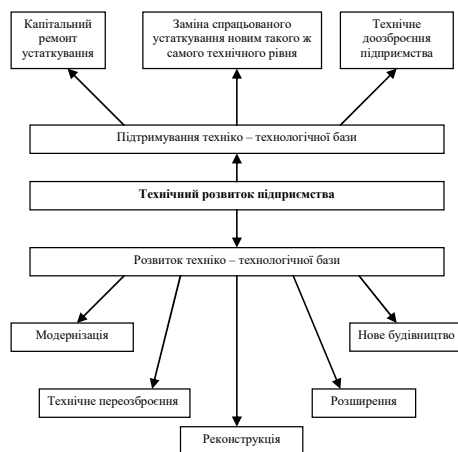 Капітальний
ремонт
устаткування
Заміна спрацьованого
устаткування новим такого ж
самого технічного рівня
Технічне
доозброєння
підприємства
Підтримування техніко – технологічної бази
Технічний розвиток підприємства
Розвиток техніко – технологічної бази
Модернізація
Нове будівництво
Технічне переозброєння
Розширення
Реконструкція